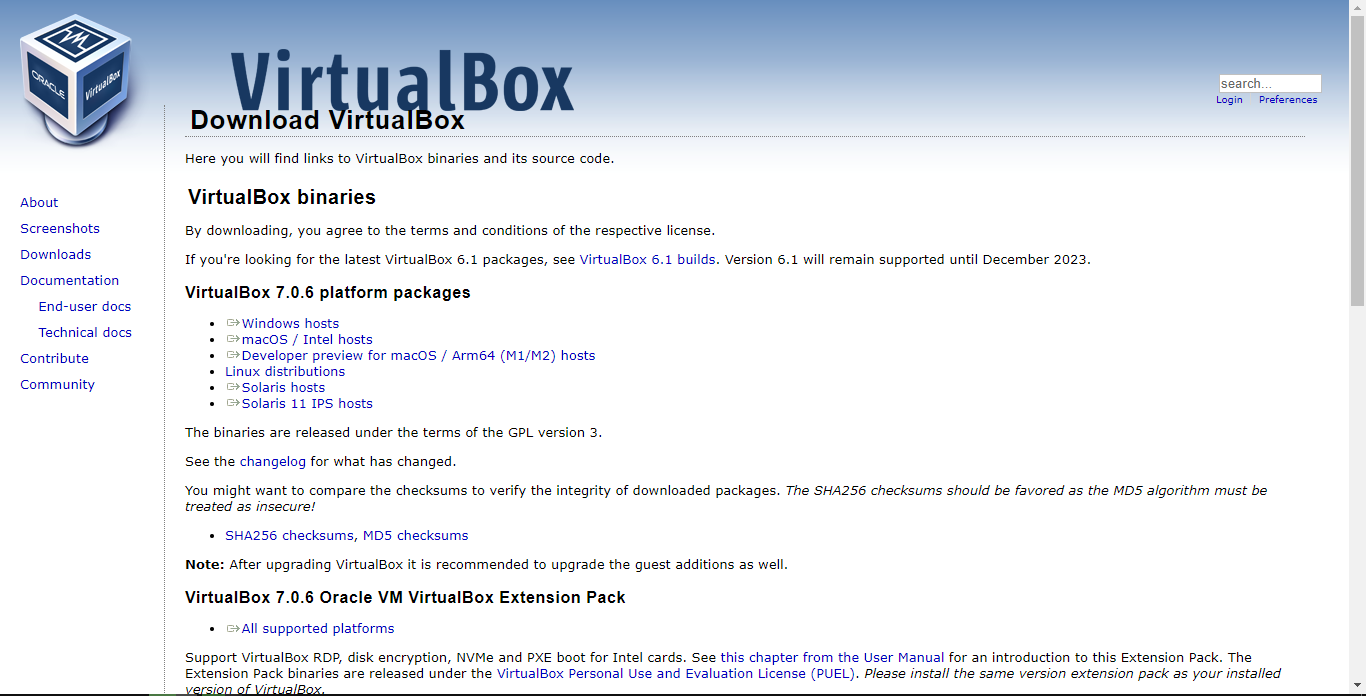 ORACLE
VirtualBox
VirtualBox
search...
Login Preferences
Download VirtualBox
Here you will find links to VirtualBox binaries and its source code.
About
Screenshots
Downloads
Documentation
End-user docs
Technical docs
Contribute
Community
VirtualBox binaries
By downloading, you agree to the terms and conditions of the respective license.
If you're looking for the latest VirtualBox 6.1 packages, see VirtualBox 6.1 builds. Version 6.1 will remain supported until December 2023.
VirtualBox 7.0.6 platform packages
• Windows hosts
• macOS / Intel hosts
• Developer preview for macOS / Arm64 (M1/M2) hosts
• Linux distributions
• Solaris hosts
• Solaris 11 IPS hosts
The binaries are released under the terms of the GPL version 3.
See the changelog for what has changed.
You might want to compare the checksums to verify the integrity of downloaded packages. The SHA256 checksums should be favored as the MD5 algorithm must be
treated as insecure!
• SHA256 checksums, MD5 checksums
Note: After upgrading VirtualBox it is recommended to upgrade the guest additions as well.
VirtualBox 7.0.6 Oracle VM VirtualBox Extension Pack
• All supported platforms
Support VirtualBox RDP, disk encryption, NVMe and PXE boot for Intel cards. See this chapter from the User Manual for an introduction to this Extension Pack. The
Extension Pack binaries are released under the VirtualBox Personal Use and Evaluation License (PUEL). Please install the same version extension pack as your installed
version of VirtualBox.